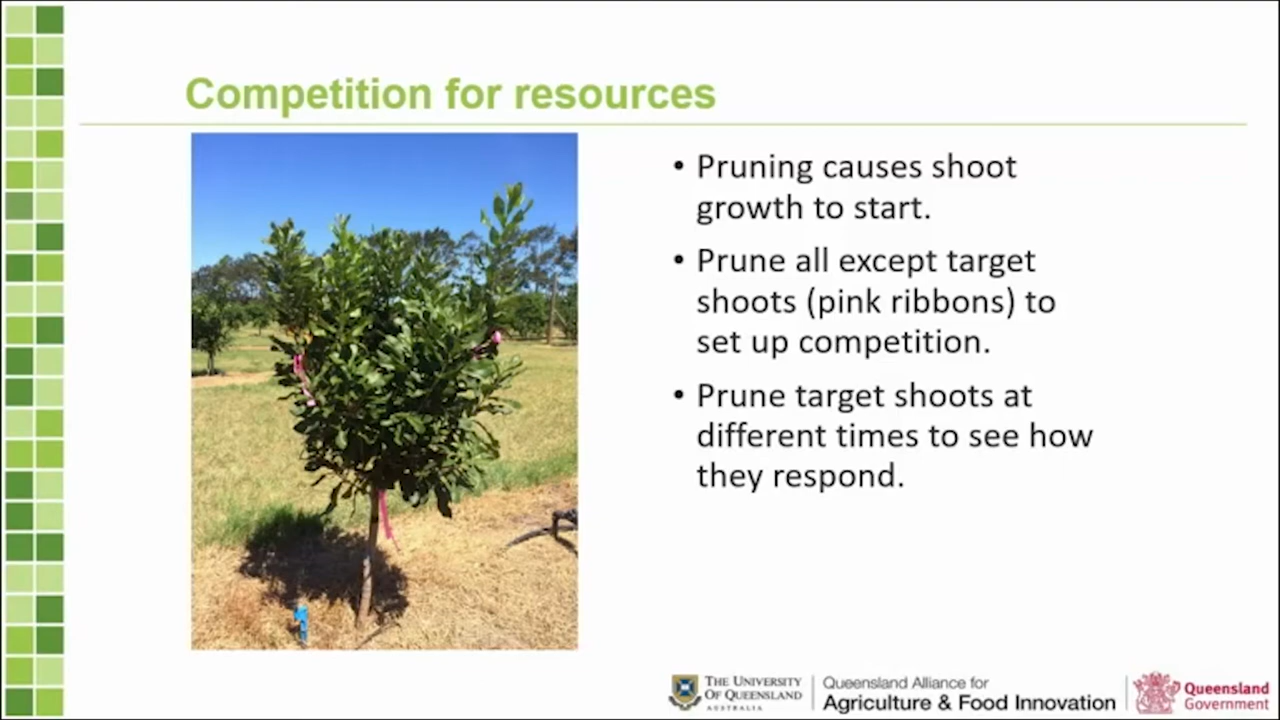 Competition for resources
• Pruning causes shoot
growth to start.
• Prune all except target
shoots (pink ribbons) to
set up competition.
• Prune target shoots at
different times to see how
they respond.
THE UNIVERSITY
OF QUEENSLAND
AUSTRALIA
Queensland Alliance for
Agriculture & Food Innovation
Queensland
Government